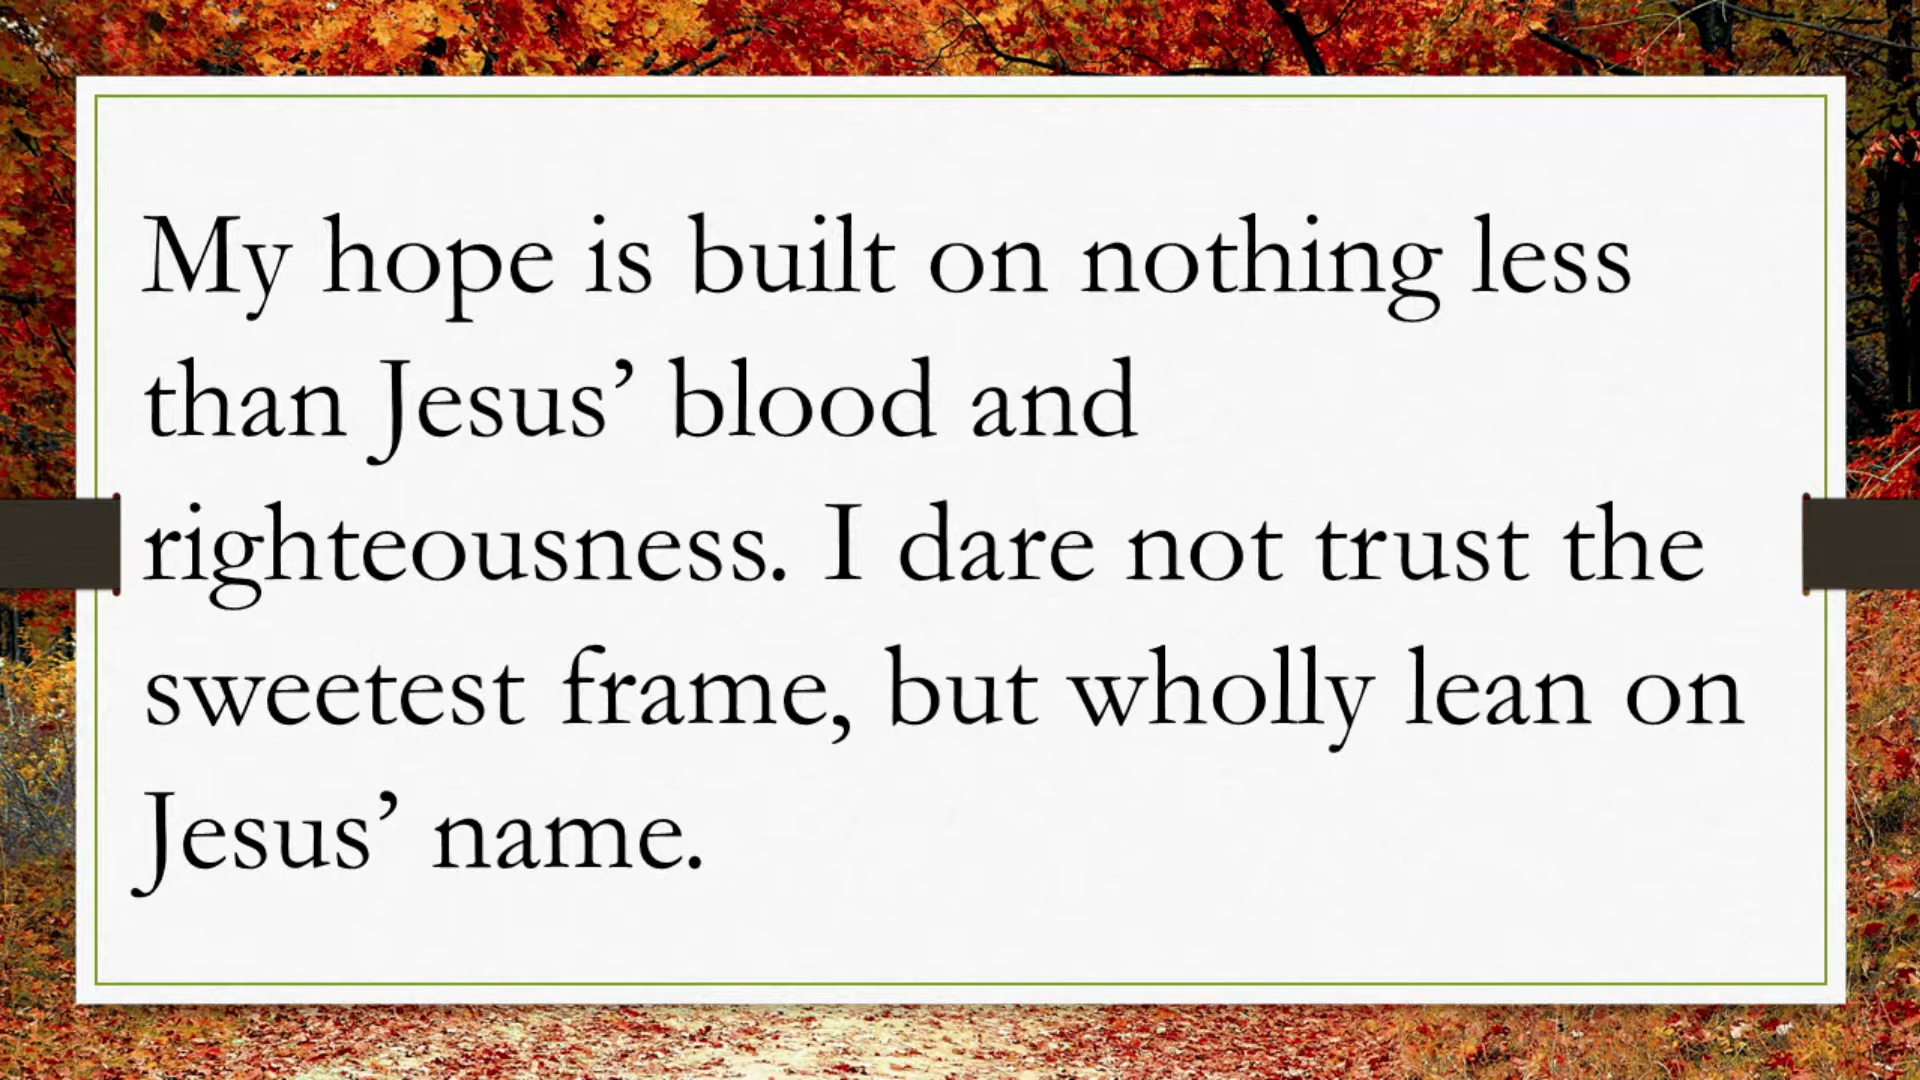 My hope is built on nothing less
than Jesus’ blood and
righteousness. I dare not trust the
sweetest frame, but wholly lean on
Jesus’ name.